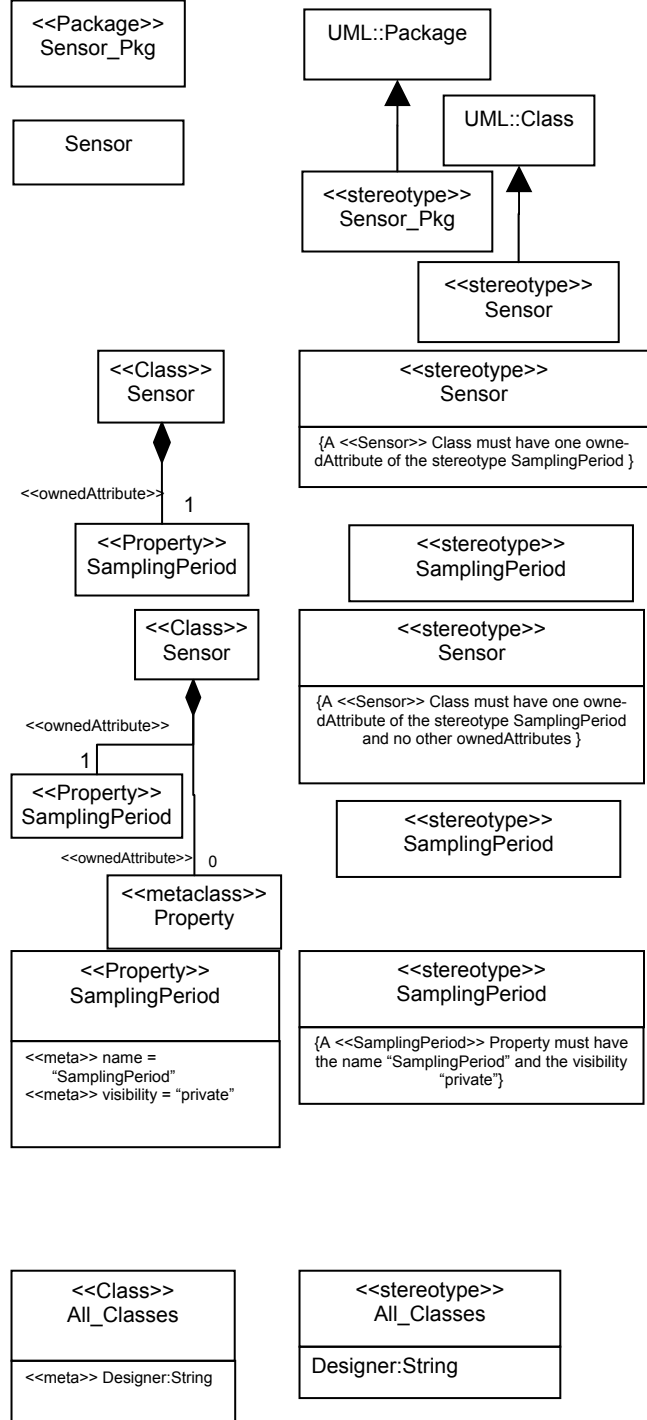 <<Package>>
Sensor_Pkg
UML::Package
Sensor
UML::Class
<<stereotype>>
Sensor_Pkg
<<stereotype>>
Sensor
<<Class>>
Sensor
<<ownedAttribute>>
1
<<Property>>
SamplingPeriod
<<stereotype>>
Sensor
{A <<Sensor>> Class must have one owne-
dAttribute of the stereotype SamplingPeriod }
<<stereotype>>
SamplingPeriod
<<Class>>
Sensor
<<ownedAttribute>>
1
<<Property>>
SamplingPeriod
<<ownedAttribute>>
0
<<metaclass>>
Property
<<stereotype>>
Sensor
{A <<Sensor>> Class must have one owne-
dAttribute of the stereotype SamplingPeriod
and no other ownedAttributes }
<<stereotype>>
SamplingPeriod
<<Property>>
SamplingPeriod
<<meta>> name =
“SamplingPeriod”
<<meta>> visibility = “private”
<<stereotype>>
SamplingPeriod
{A <<SamplingPeriod>> Property must have
the name “SamplingPeriod” and the visibility
“private”}
<<Class>>
All_Classes
<<meta>> Designer:String
<<stereotype>>
All_Classes
Designer:String